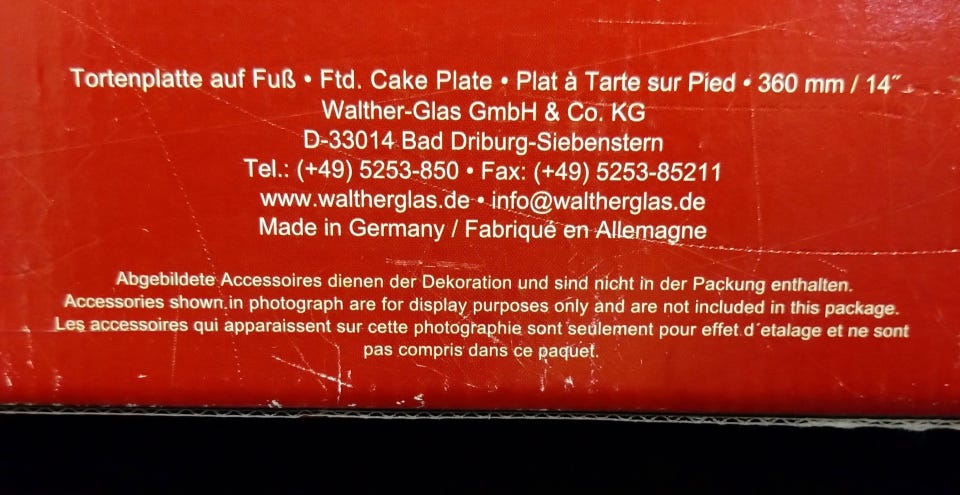 Tortenplatte auf Fuß • Ftd. Cake Plate • Plat à Tarte sur Pied • 360 mm / 14˝
Walther-Glas GmbH & Co. KG
D-33014 Bad Driburg-Siebenstern
Tel.: (+49) 5253-850 • Fax: (+49) 5253-85211
www.waltherglas.de • info@waltherglas.de
Made in Germany / Fabriqué en Allemagne
Abgebildete Accessoires dienen der Dekoration und sind nicht in der Packung enthalten.
Accessories shown in photograph are for display purposes only and are not included in this package.
Les accessoires qui apparaissent sur cette photographie sont seulement pour effet d´etalage et ne sont
pas compris dans ce paquet.